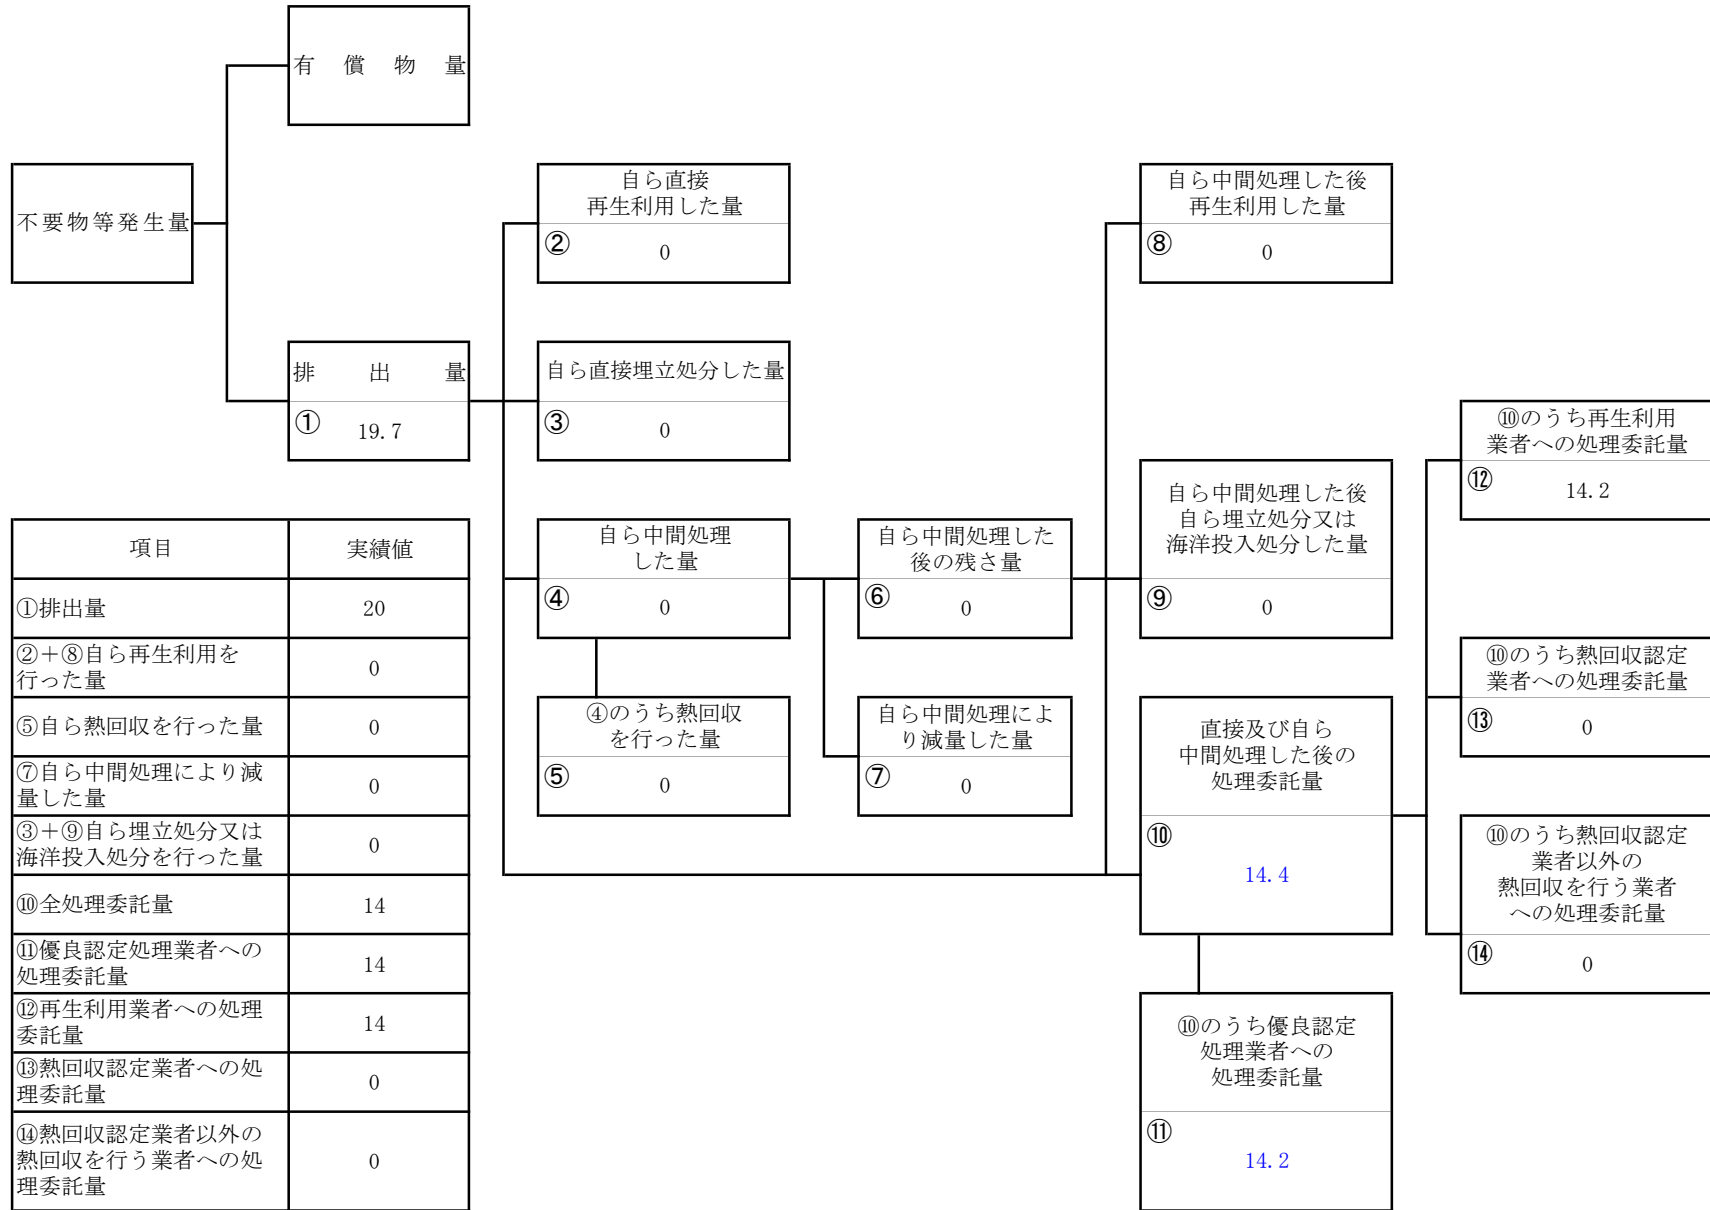 有償物量
不要物等発生量
自ら直接
再生利用した量
② 0
自ら中間処理した後
再生利用した量
⑧ 0
排出量
① 19.7
自ら直接埋立処分した量
③ 0
⑩のうち再生利用
業者への処理委託量
⑫ 14.2
自ら中間処理
した量
④ 0
自ら中間処理した
後の残さ量
⑥ 0
自ら中間処理した後
自ら埋立処分又は
海洋投入処分した量
⑨ 0
④のうち熱回収
を行った量
⑤ 0
自ら中間処理によ
り減量した量
⑦ 0
直接及び自ら
中間処理した後の
処理委託量
⑩
14.4
⑩のうち熱回収認定
業者への処理委託量
⑬ 0
⑩のうち熱回収認定
業者以外の
熱回収を行う業者
への処理委託量
⑭ 0
⑩のうち優良認定
処理業者への
処理委託量
⑪
14.2
項目 実績値
①排出量 20
②＋⑧自ら再生利用を
行った量 0
⑤自ら熱回収を行った量 0
⑦自ら中間処理により減
量した量 0
③＋⑨自ら埋立処分又は
海洋投入処分を行った量 0
⑩全処理委託量 14
⑪優良認定処理業者への
処理委託量 14
⑫再生利用業者への処理
委託量 14
⑬熱回収認定業者への処
理委託量 0
⑭熱回収認定業者以外の
熱回収を行う業者への処
理委託量 0